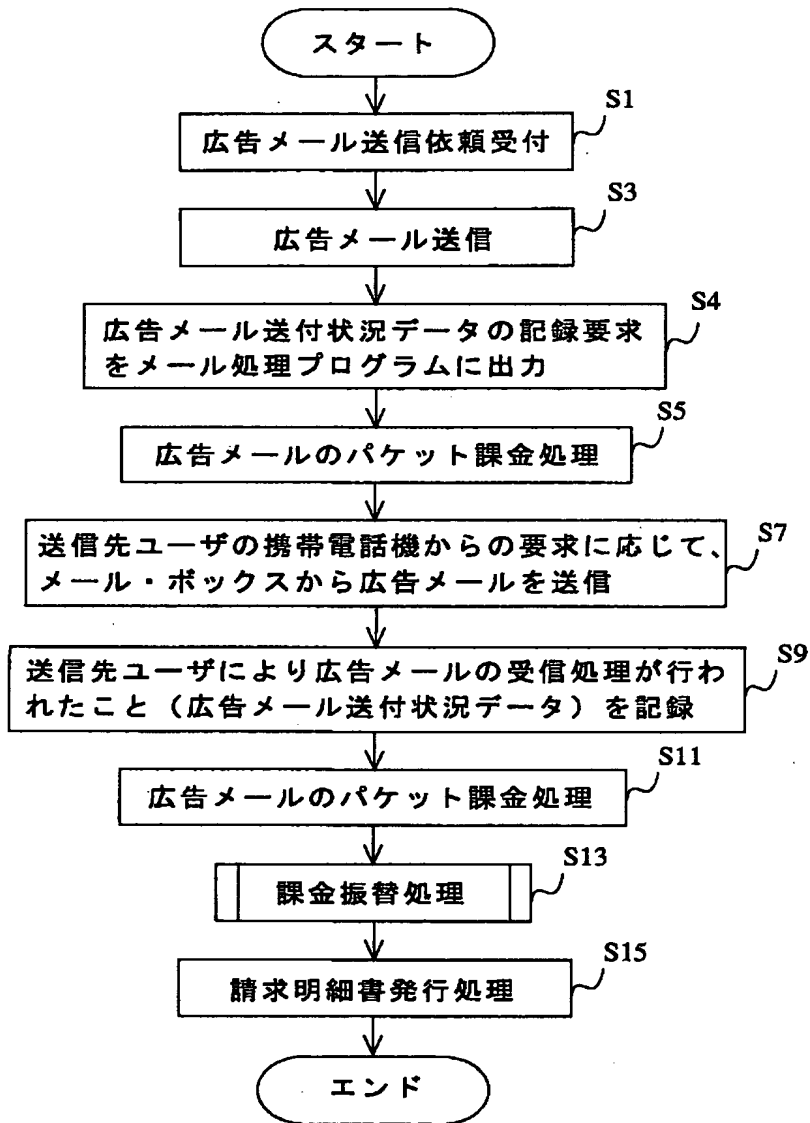 スタート
S1
広告メール送信依頼受付
S3
広告メール送信
S4
広告メール送付状況データの記録要求
をメール処理プログラムに出力
S5
広告メールのパケット課金処理
S7
送信先ユーザの携帯電話機からの要求に応じて、
メール・ボックスから広告メールを送信
S9
送信先ユーザにより広告メールの受信処理が行わ
れたこと（広告メール送付状況データ）を記録
S11
広告メールのパケット課金処理
S13
課金振替処理
S15
請求明細書発行処理
エンド